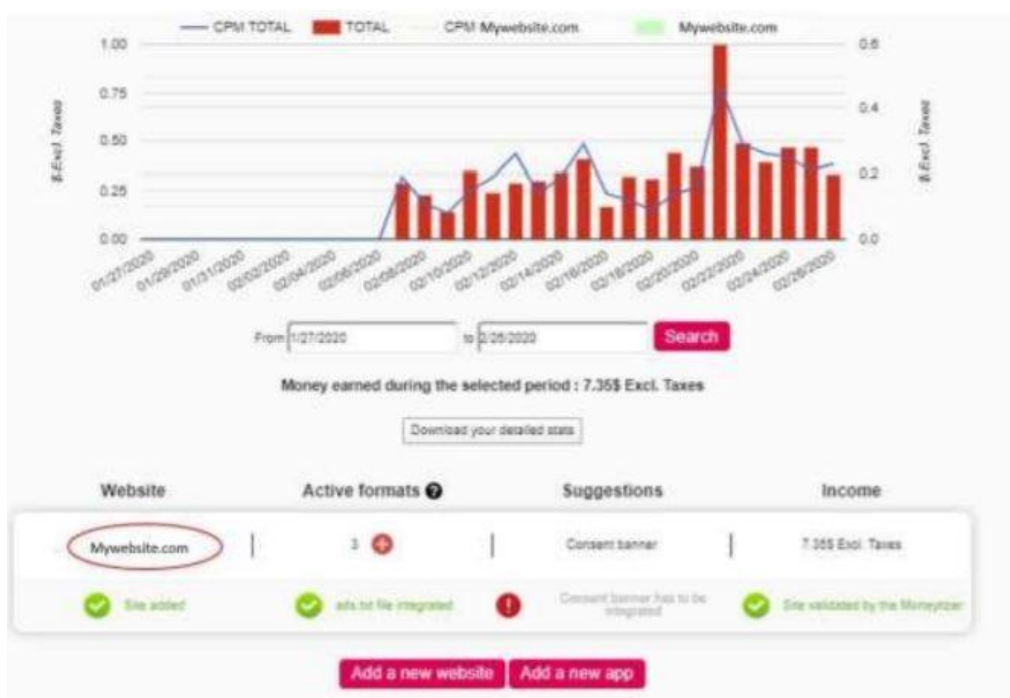 CPM TOTAL TOTAL CPM Mywebsite.com Mywebsite.com
1.00 0.6
0.75
0.4
0.50
0.2
0.25
0.00 0.0
$-Excl. Taxes
$-Excl. Taxes
01/27/2020 01/29/2020 01/31/2020 02/02/2020 02/04/2020 02/06/2020 02/08/2020 02/10/2020 02/12/2020 02/14/2020 02/16/2020 02/18/2020 02/20/2020 02/22/2020 02/24/2020 02/26/2020
From 1/27/2020 to 2/26/2020 Search
Money earned during the selected period : 7.35$ Excl. Taxes
Download your detailed stats
Website Active formats ? Suggestions Income
Mywebsite.com 3 Consent banner 7.35$ Excl. Taxes
Site added ads.txt file integrated Consent banner has to be Site validated by the Moneytizer
integrated
Add a new website Add a new app